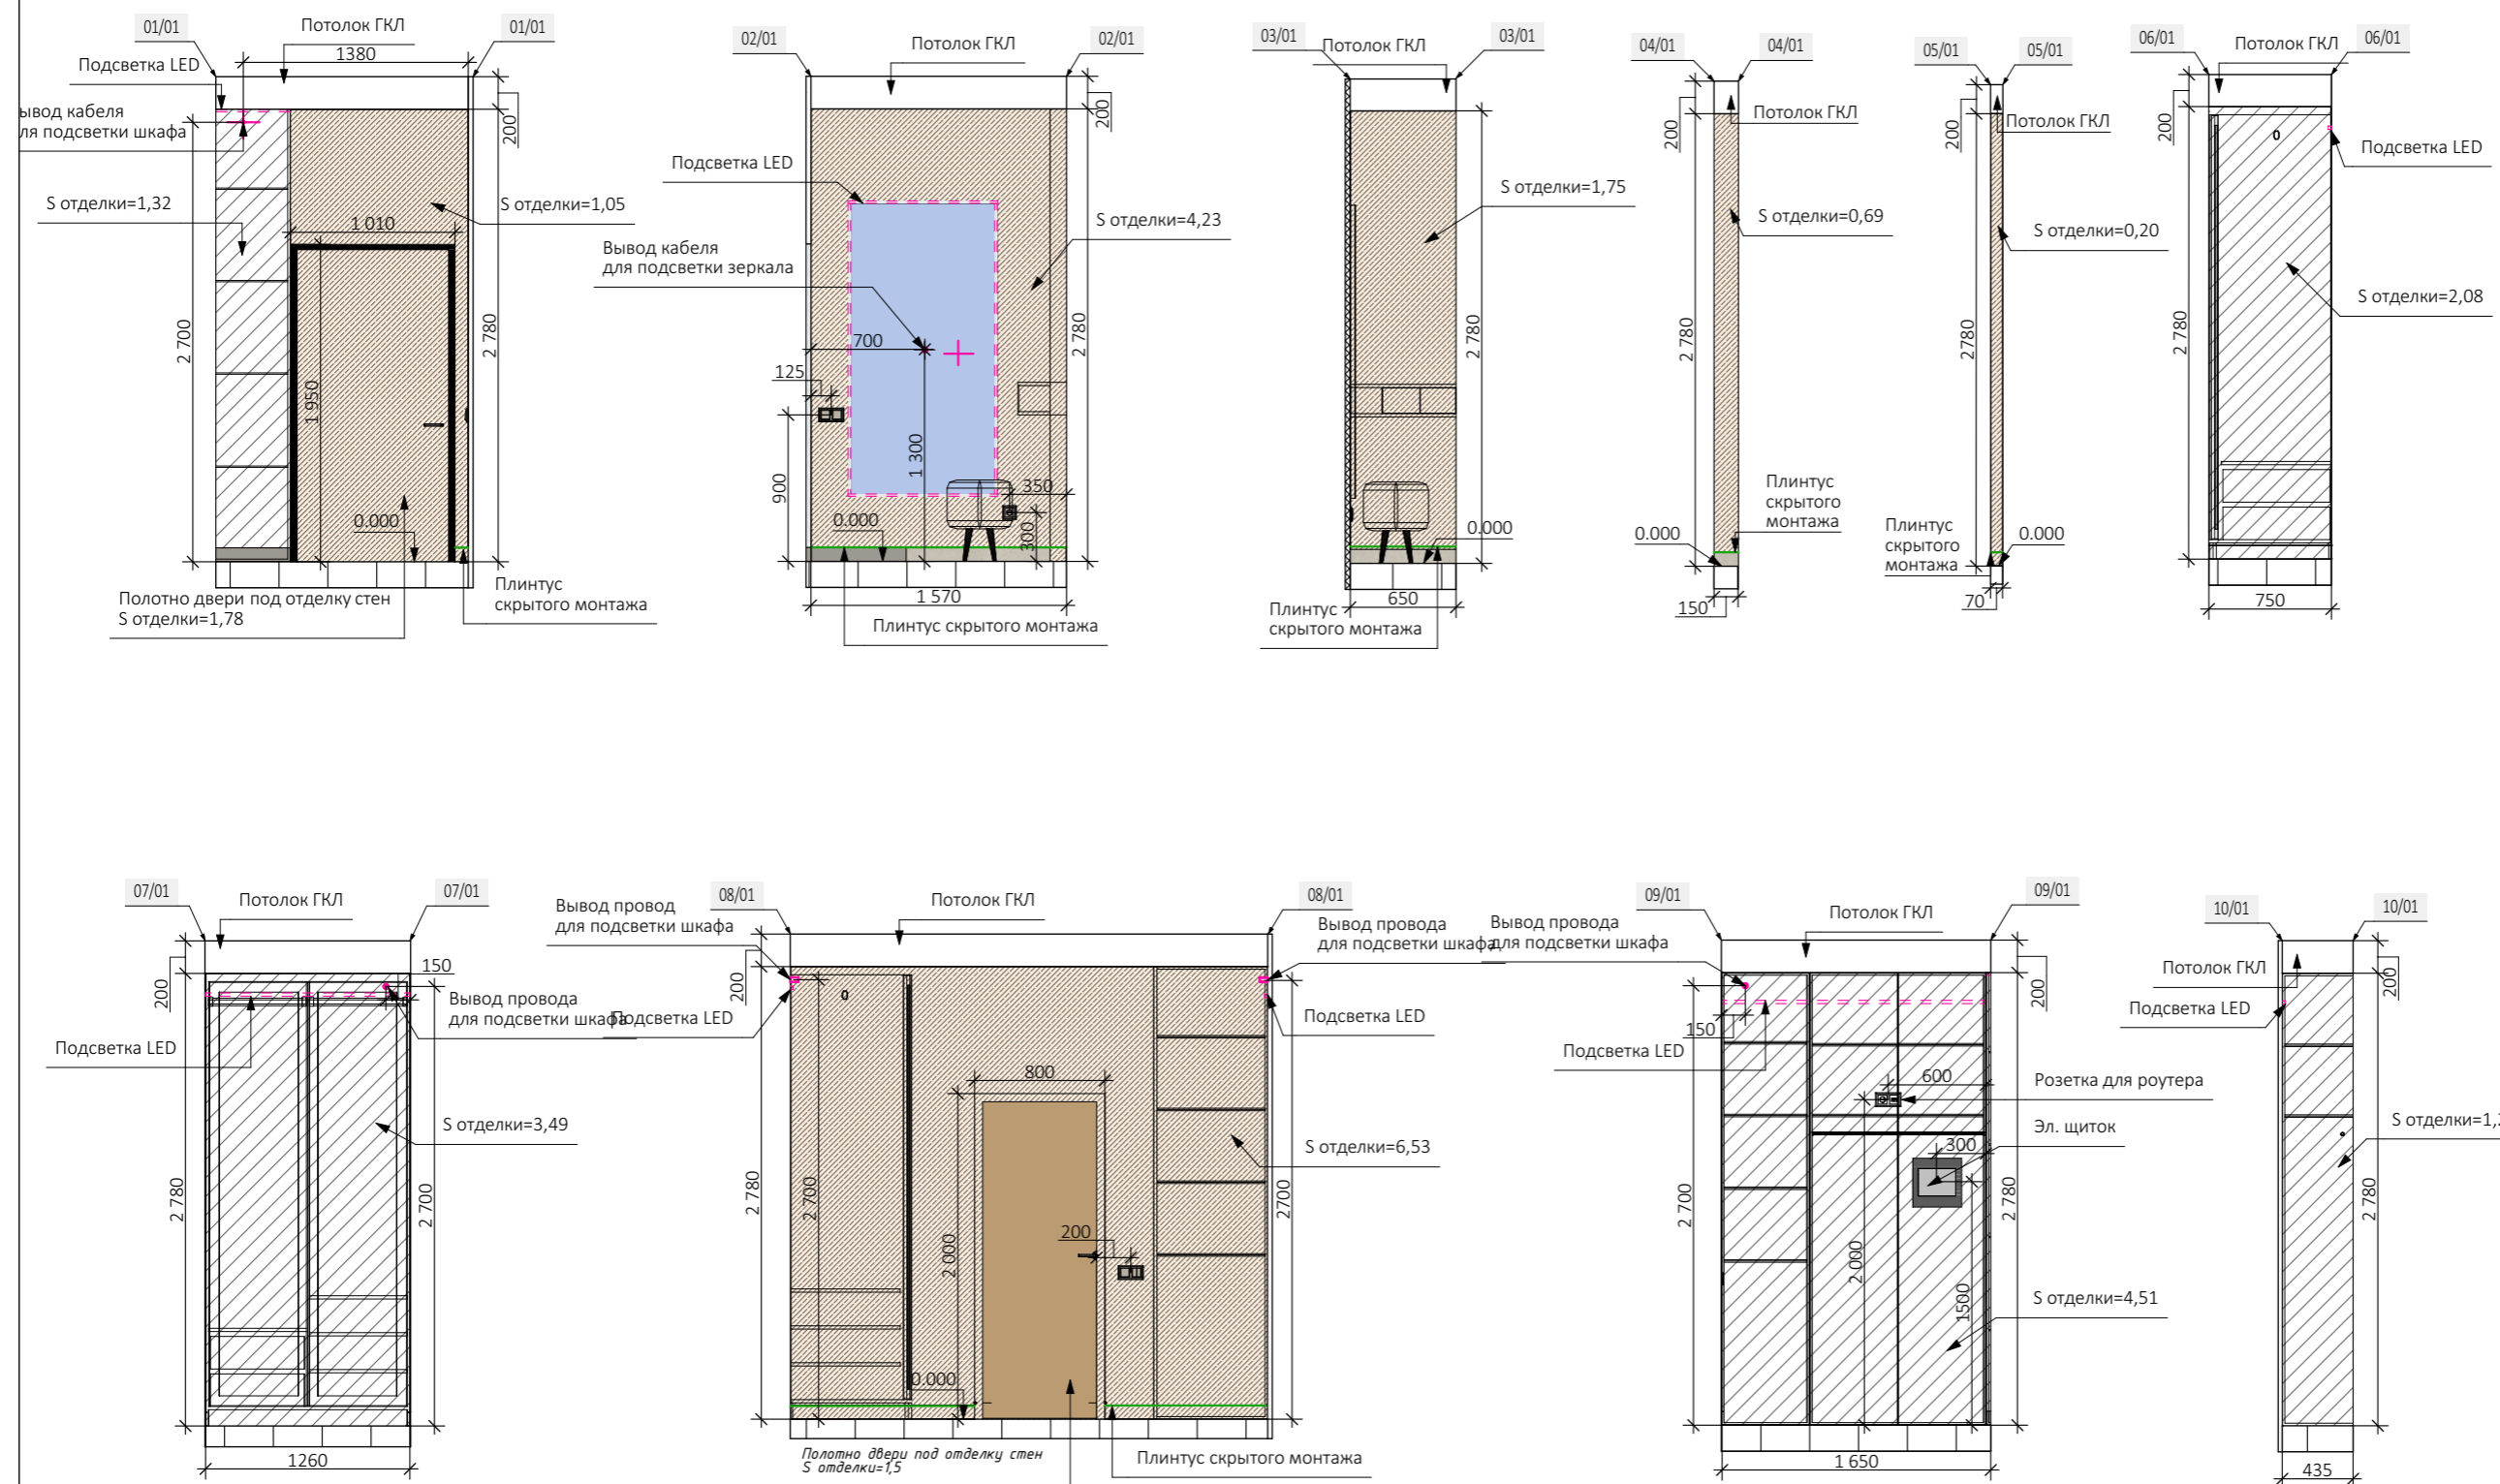 01/01
Потолок ГКЛ
01/01
1380
Подсветка LED
ывод кабеля
ля подсветки шкафа
200
S отделки=1,32
S отделки=1,05
1 010
2 700
1 950
2 780
0.000
Полотно двери под отделку стен
S отделки=1,78
Плинтус
скрытого монтажа
02/01
Потолок ГКЛ
02/01
200
Подсветка LED
S отделки=4,23
Вывод кабеля
для подсветки зеркала
700
125
2 780
1 300
900
350
0.000
300
1 570
Плинтус скрытого монтажа
03/01
Потолок ГКЛ
03/01
S отделки=1,75
2 780
0.000
650
Плинтус
скрытого монтажа
04/01
04/01
200
Потолок ГКЛ
S отделки=0,69
2 780
Плинтус
скрытого
монтажа
0.000
150
05/01
05/01
200
Потолок ГКЛ
S отделки=0,20
2780
Плинтус
скрытого
монтажа
0.000
70
06/01
Потолок ГКЛ
06/01
200
Подсветка LED
S отделки=2,08
2 780
750
07/01
Потолок ГКЛ
07/01
200
150
Вывод провода
для подсветки шкафа
Подсветка LED
S отделки=3,49
2 780
2 700
1260
Вывод провод
для подсветки шкафа
08/01
Потолок ГКЛ
08/01
Вывод провода
для подсветки шкафа
200
Подсветка LED
Подсветка LED
800
S отделки=6,53
2 780
2 700
2 000
200
2700
0.000
Полотно двери под отделку стен
S отделки=1,5
Плинтус скрытого монтажа
Вывод провода
для подсветки шкафа
09/01
Потолок ГКЛ
09/01
200
150
Подсветка LED
600
Розетка для роутера
Эл. щиток
300
2 700
2 000
1500
2 780
S отделки=4,51
1 650
10/01
10/01
Потолок ГКЛ
200
Подсветка LED
S отделки=1,
2 780
435